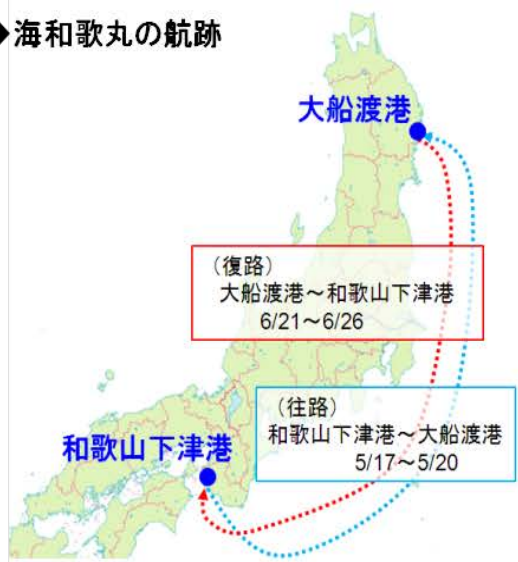 ◆海和歌丸の航跡
大船渡港
(復路)
大船渡港～和歌山下津港
6/21～6/26
(往路)
和歌山下津港～大船渡港
5/17～5/20
和歌山下津港